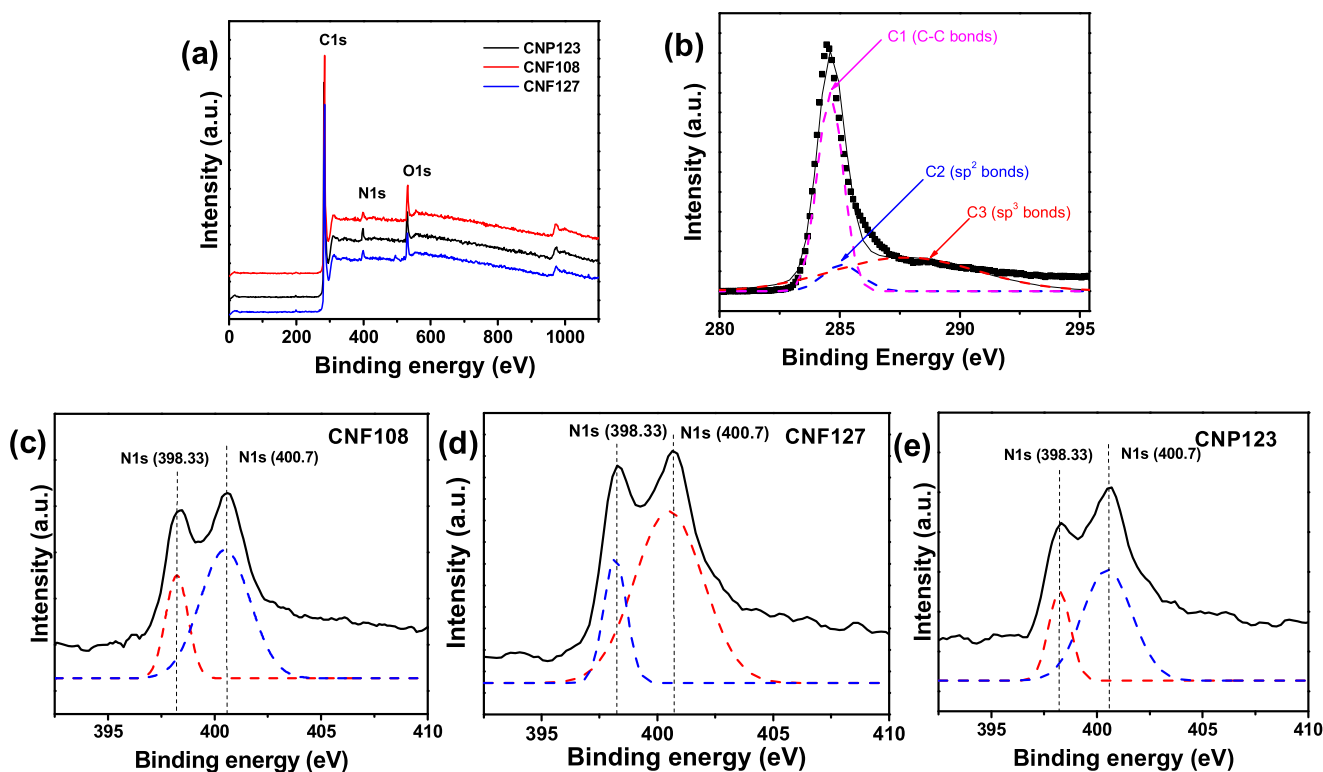 (a)
C1s
N1s
O1s
CNP123
CNF108
CNF127
Intensity (a.u.)
0 200 400 600 800 1000
Binding energy (eV)
(b)
C1 (C-C bonds)
C2 (sp² bonds)
C3 (sp³ bonds)
Intensity (a.u.)
280 285 290 295
Binding Energy (eV)
(c)
CNF108
N1s (398.33)
N1s (400.7)
Intensity (a.u.)
395 400 405 410
Binding energy (eV)
(d)
N1s (398.33)
N1s (400.7)
CNF127
Intensity (a.u.)
395 400 405 410
Binding energy (eV)
(e)
CNP123
N1s (398.33)
N1s (400.7)
Intensity (a.u.)
395 400 405 410
Binding energy (eV)